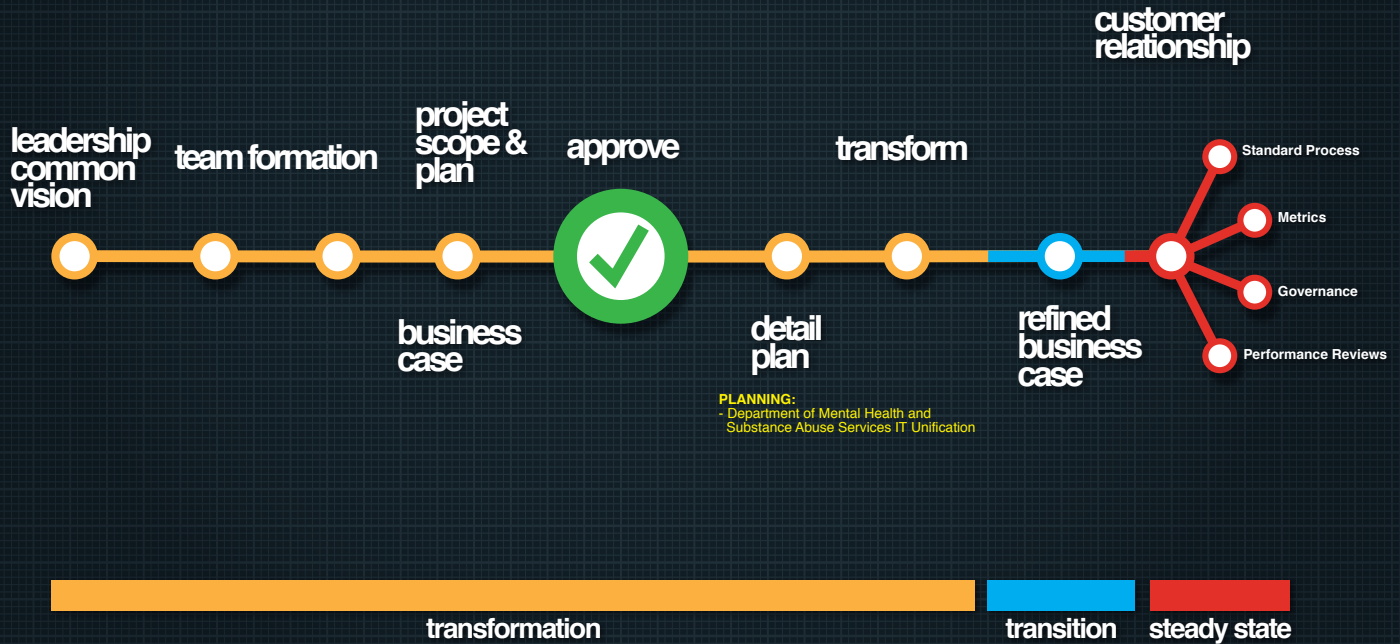 leadership
common
vision
team formation
project
scope &
plan
business
case
approve
detail
plan
PLANNING:
- Department of Mental Health and
Substance Abuse Services IT Unification
transform
refined
business
case
customer
relationship
Standard Process
Metrics
Governance
Performance Reviews
transformation
transition
steady state